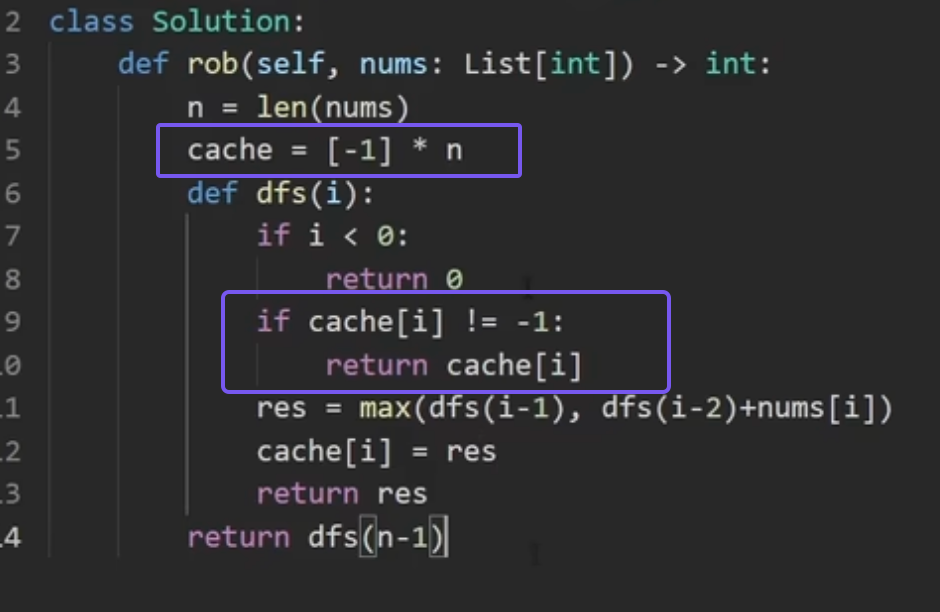 2 class Solution:
3 def rob(self, nums: List[int]) -> int:
4 n = len(nums)
5 cache = [-1] * n
6 def dfs(i):
7 if i < 0:
8 return 0
9 if cache[i] != -1:
10 return cache[i]
11 res = max(dfs(i-1), dfs(i-2)+nums[i])
12 cache[i] = res
13 return res
14 return dfs(n-1)